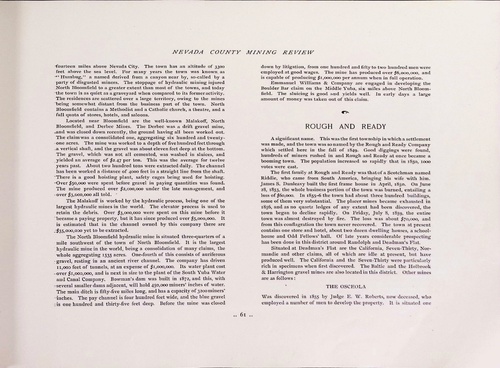 NEVADA COUNTY MINING REVIEW
fourteen miles above Nevada City. The town has an altitude of 3300
feet above the sea level. For many years the town was known as
"Humbug," a named derived from a canyon near by, so-called by a
party of disgusted miners. The stoppage of hydraulic mining injured
North Bloomfield to a greater extent than most of the towns, and today
the town is as quiet as a graveyard when compared to its former activity.
The residences are scattered over a large territory, owing to the mines
being somewhat distant from the business part of the town. North
Bloomfield contains a Methodist and a Catholic church, a theatre, and a
full quota of stores, hotels, and saloons.
Located near Bloomfield are the well-known Malakoff, North
Bloomfield, and Derbec Mines. The Derbec was a drift gravel mine,
and was closed down recently, the ground having all been worked out.
The claim was a consolidated one, aggregating six hundred and twenty-
one acres. The mine was worked to a depth of five hundred feet through
a vertical shaft, and the gravel was about eleven feet deep at the bottom.
The gravel, which was not all cemented, was worked in stamps, and
yielded an average of $2.47 per ton. This was the average for twelve
years past. About two hundred tons were extracted daily. The channel
has been worked a distance of 4000 feet in a straight line from the shaft.
There is a good hoisting plant, safety cages being used for hoisting.
Over $90,000 were spent before gravel in paying quantities was found.
The mine produced over $1,000,000 under the late management, and
over $2,000,000 all told.
The Malakoff is worked by the hydraulic process, being one of the
largest hydraulic mines in the world. The elevator process is used to
retain the debris. Over $3,000,000 were spent on this mine before it
became a paying property, but it has since produced over $5,000,000. It
is estimated that in the channel owned by this company there are
$35,000,000 yet to be extracted.
The North Bloomfield hydraulic mine is situated three-quarters of a
mile southwest of the town of North Bloomfield. It is the largest
hydraulic mine in the world, being a consolation of many claims, the
whole aggregating 1535 acres. One-fourth of this consists of auriferous
gravel, resting in an ancient river channel. The company has driven
11,000 feet of tunnels, at an expense of $1,000,000. Its water plant cost
over $1,000,000, and is next in size to the plant of the South Yuba Water
and Canal Company. Bowman's dam was built in 1872, and this, with
several smaller dams adjacent, will hold 450,000 miners' inches of water.
The main ditch is fifty-five miles long, and has a capacity of 3200 miners'
inches. The pay channel is four hundred feet wide, and the blue gravel
is one hundred and thirty-five feet deep. Before the mine was closed
down by litigation, from one hundred and fifty to two hundred men were
employed at good wages. The mine has produced over $6,000,000, and
is capable of producing $1,000,000 per annum when in full operation.
Emmanuel Williams & Company are engaged in developing the
Boulder Bar claim on the Middle Yuba, six miles above North Bloom-
field. The sluicing is good and yields well. In early days a large
amount of money was taken out of this claim.
ROUGH AND READY
A significant name. This was the first township in which a settlement
was made, and the town was so named by the Rough and Ready Company
which settled here in the fall of 1849. Good diggings were found,
hundreds of miners rushed in and Rough and Ready at once became a
booming town. The population increased so rapidly that in 1850, 1000
votes were cast.
The first family at Rough and Ready was that of a Scotchman named
Riddle, who came from South America, bringing his wife with him.
James S. Dunleavy built the first frame house in April, 1850. On June
28, 1853, the whole business portion of the town was burned, entailing a
loss of $60,000. In 1855-6 the town had about three hundred buildings,
some of them very substantial. The placer mines became exhausted in
1856, and as no quartz ledges of any extent had been discovered, the
town began to decline rapidly. On Friday, July 8, 1859, the entire
town was almost destroyed by fire. The loss was about $70,000, and
from this conflagration the town never recovered. The town at present
contains one store and hotel, about two dozen dwelling houses, a school-
house and Odd Fellows' hall. Of late years considerable prospecting
has been done in this district around Randolph and Deadman's Flat.
Situated at Deadman's Flat are the California, Seven-Thirty, Nor-
mandie and other claims, all of which are idle at present, but have
produced well. The California and the Seven-Thirty were particularly
rich in specimens when first discovered. The Baltic and the Holbrook
& Harrington gravel mines are also located in this district. Other mines
are as follows:
THE OSCEOLA
Was discovered in 1855 by Judge E. W. Roberts, now deceased, who
employed a number of men to develop the property. It is situated one
.. 61 ..